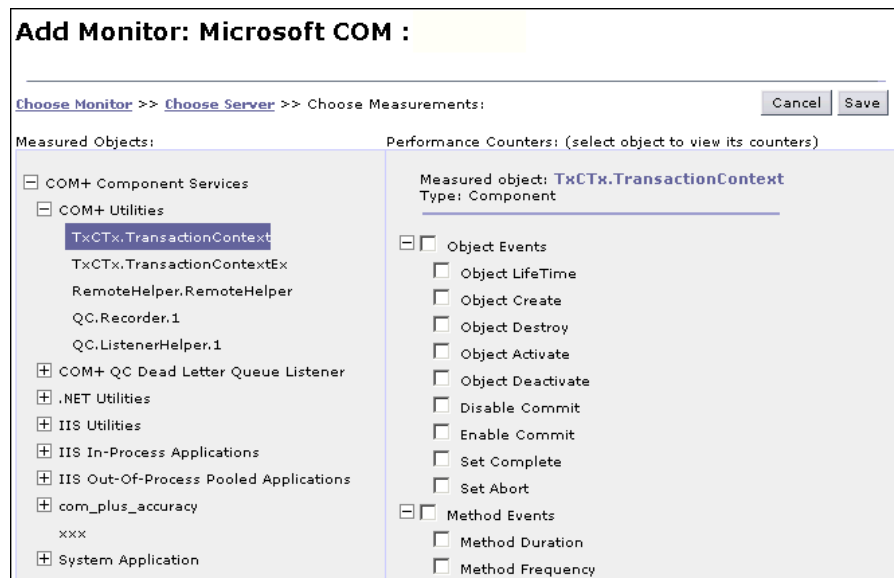 Add Monitor: Microsoft COM :
Choose Monitor >> Choose Server >> Choose Measurements:
Cancel
Save
Measured Objects:
COM+ Component Services
COM+ Utilities
TxCTx.TransactionContext
TxCTx.TransactionContextEx
RemoteHelper.RemoteHelper
QC.Recorder.1
QC.ListenerHelper.1
COM+ QC Dead Letter Queue Listener
.NET Utilities
IIS Utilities
IIS In-Process Applications
IIS Out-Of-Process Pooled Applications
com_plus_accuracy
xxx
System Application
Performance Counters: (select object to view its counters)
Measured object: TxCTx.TransactionContext
Type: Component
Object Events
Object LifeTime
Object Create
Object Destroy
Object Activate
Object Deactivate
Disable Commit
Enable Commit
Set Complete
Set Abort
Method Events
Method Duration
Method Frequency